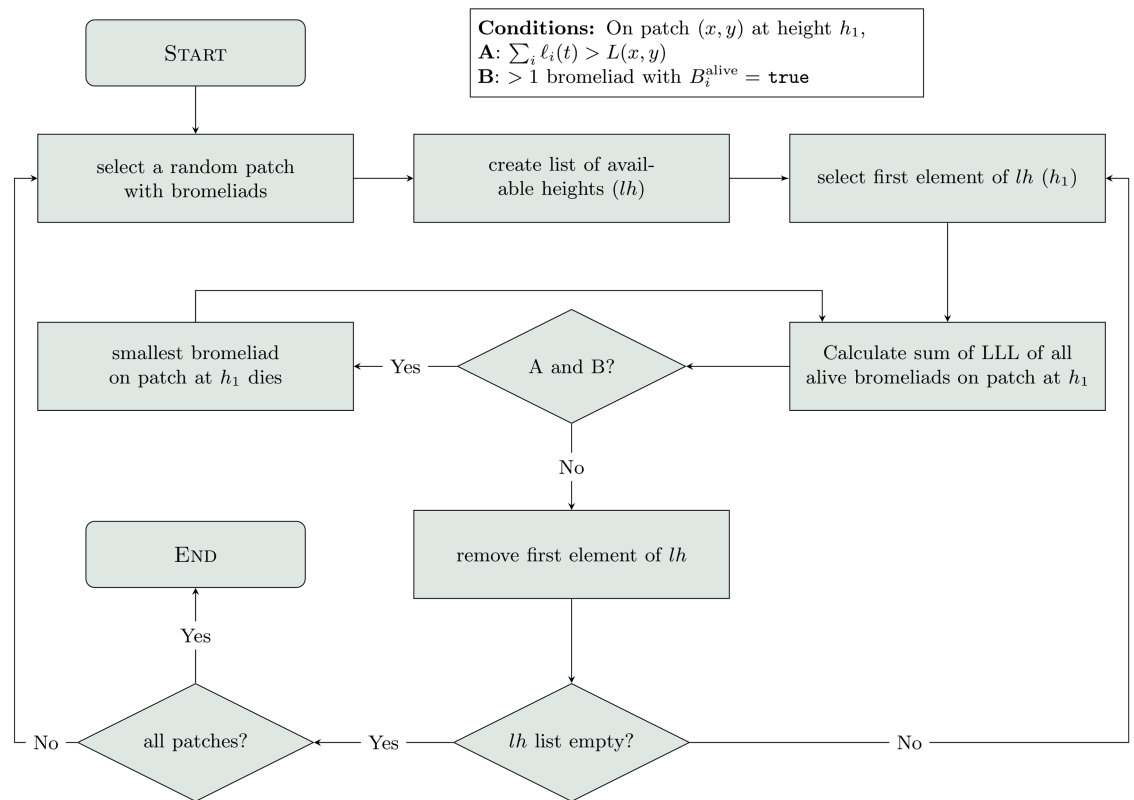 START
Conditions: On patch (x, y) at height h₁,
A: ∑ᵢ ℓᵢ(t) > L(x, y)
B: > 1 bromeliad with Bᵢ^alive = true
select a random patch
with bromeliads
create list of avail-
able heights (lh)
select first element of lh (h₁)
smallest bromeliad
on patch at h₁ dies
Yes
A and B?
Calculate sum of LLL of all
alive bromeliads on patch at h₁
No
remove first element of lh
END
Yes
No
all patches?
Yes
lh list empty?
No